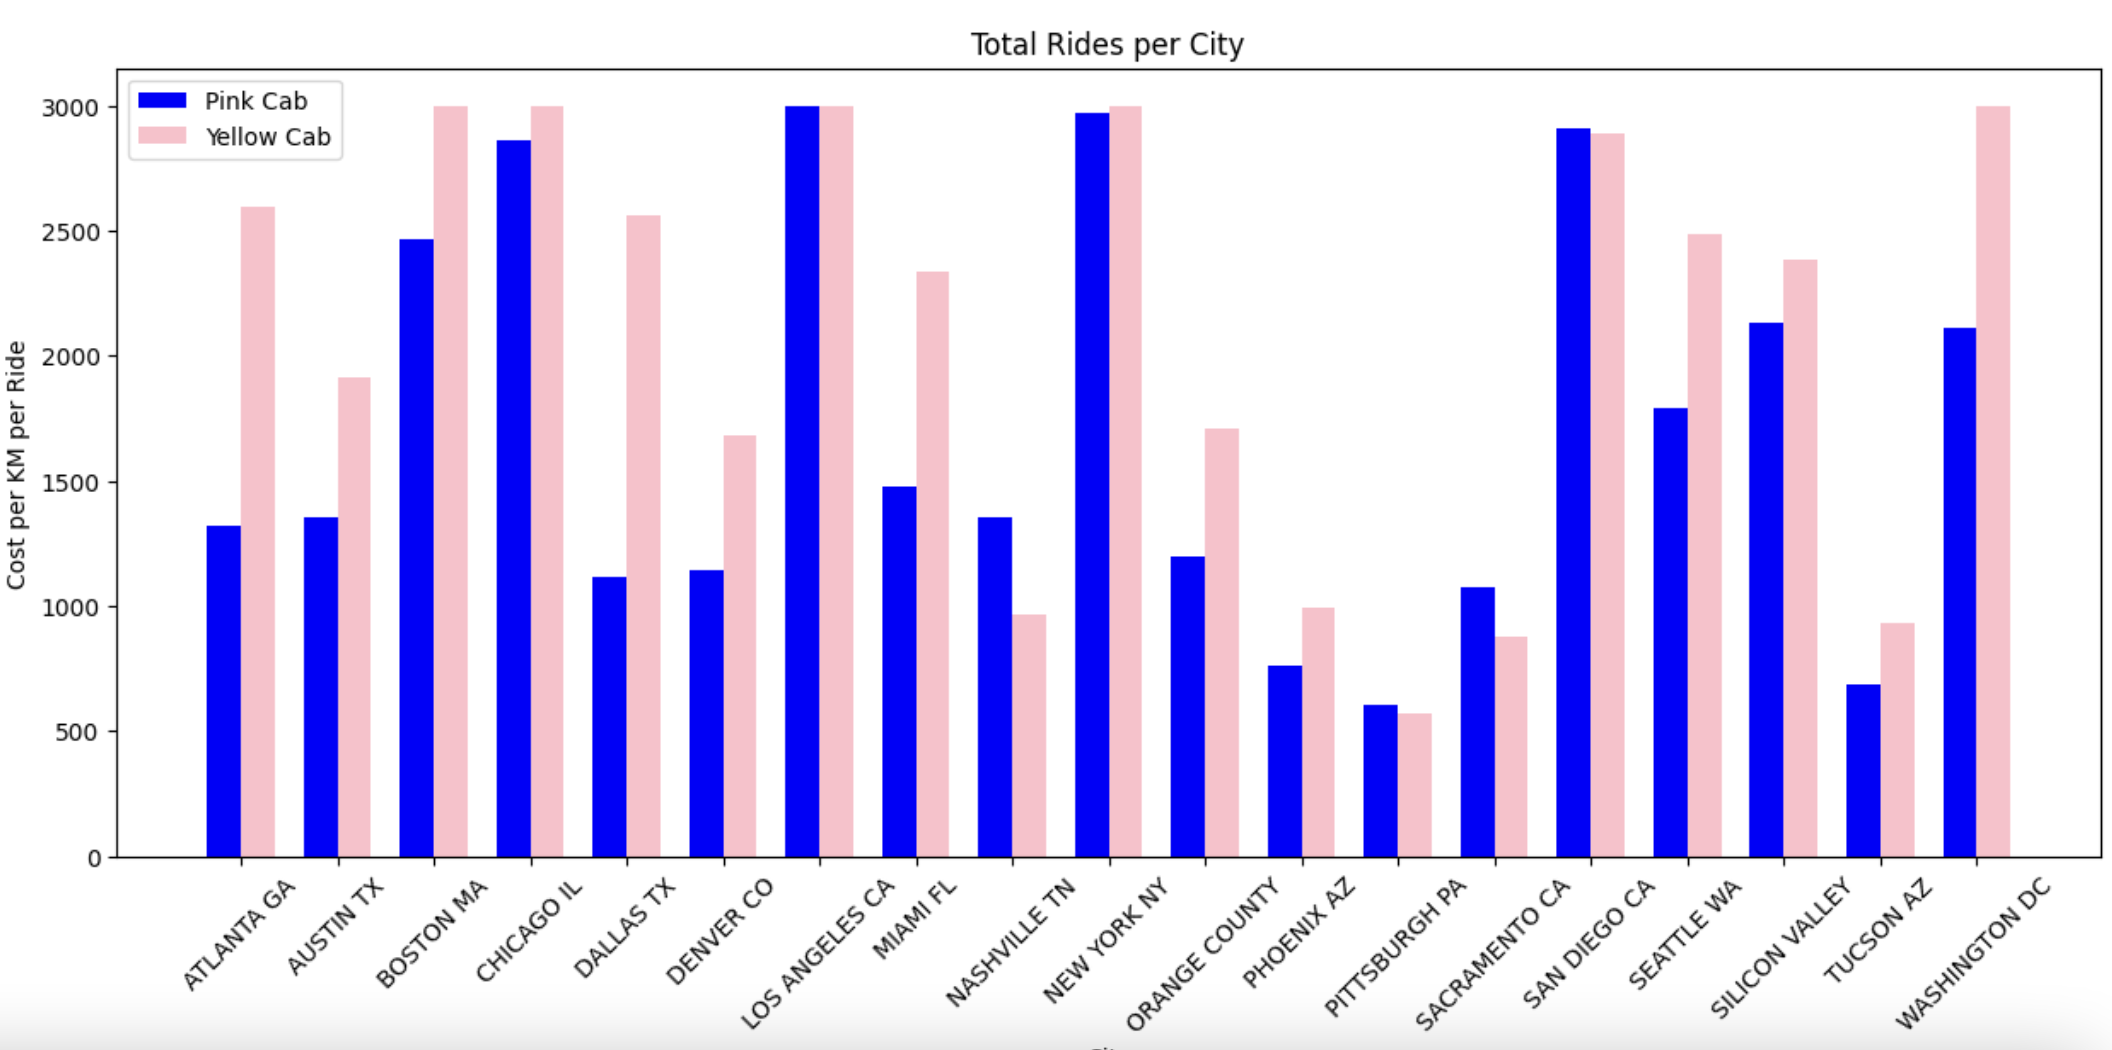 Total Rides per City
Pink Cab
Yellow Cab
Cost per KM per Ride
3000
2500
2000
1500
1000
500
0
ATLANTA GA
AUSTIN TX
BOSTON MA
CHICAGO IL
DALLAS TX
DENVER CO
LOS ANGELES CA
MIAMI FL
NASHVILLE TN
NEW YORK NY
ORANGE COUNTY
PHOENIX AZ
PITTSBURGH PA
SACRAMENTO CA
SAN DIEGO CA
SEATTLE WA
SILICON VALLEY
TUCSON AZ
WASHINGTON DC